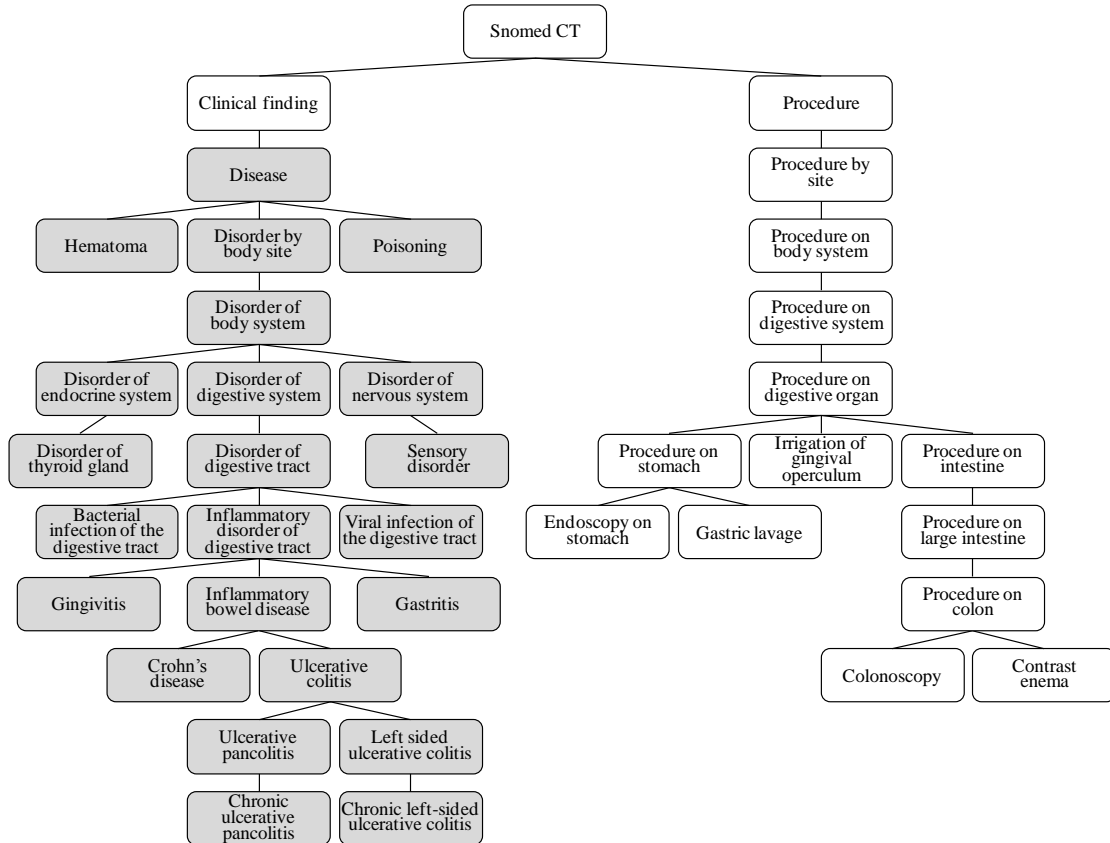 Snomed CT
Clinical finding
Procedure
Disease
Procedure by
site
Hematoma
Disorder by
body site
Poisoning
Procedure on
body system
Disorder of
body system
Procedure on
digestive system
Disorder of
endocrine system
Disorder of
digestive system
Disorder of
nervous system
Procedure on
digestive organ
Disorder of
thyroid gland
Disorder of
digestive tract
Sensory
disorder
Procedure on
stomach
Irrigation of
gingival
operculum
Procedure on
intestine
Bacterial
infection of the
digestive tract
Inflammatory
disorder of
digestive tract
Viral infection of
the digestive tract
Endoscopy on
stomach
Gastric lavage
Procedure on
large intestine
Gingivitis
Inflammatory
bowel disease
Gastritis
Procedure on
colon
Crohn’s
disease
Ulcerative
colitis
Colonoscopy
Contrast
enema
Ulcerative
pancolitis
Left sided
ulcerative colitis
Chronic
ulcerative
pancolitis
Chronic left-sided
ulcerative colitis